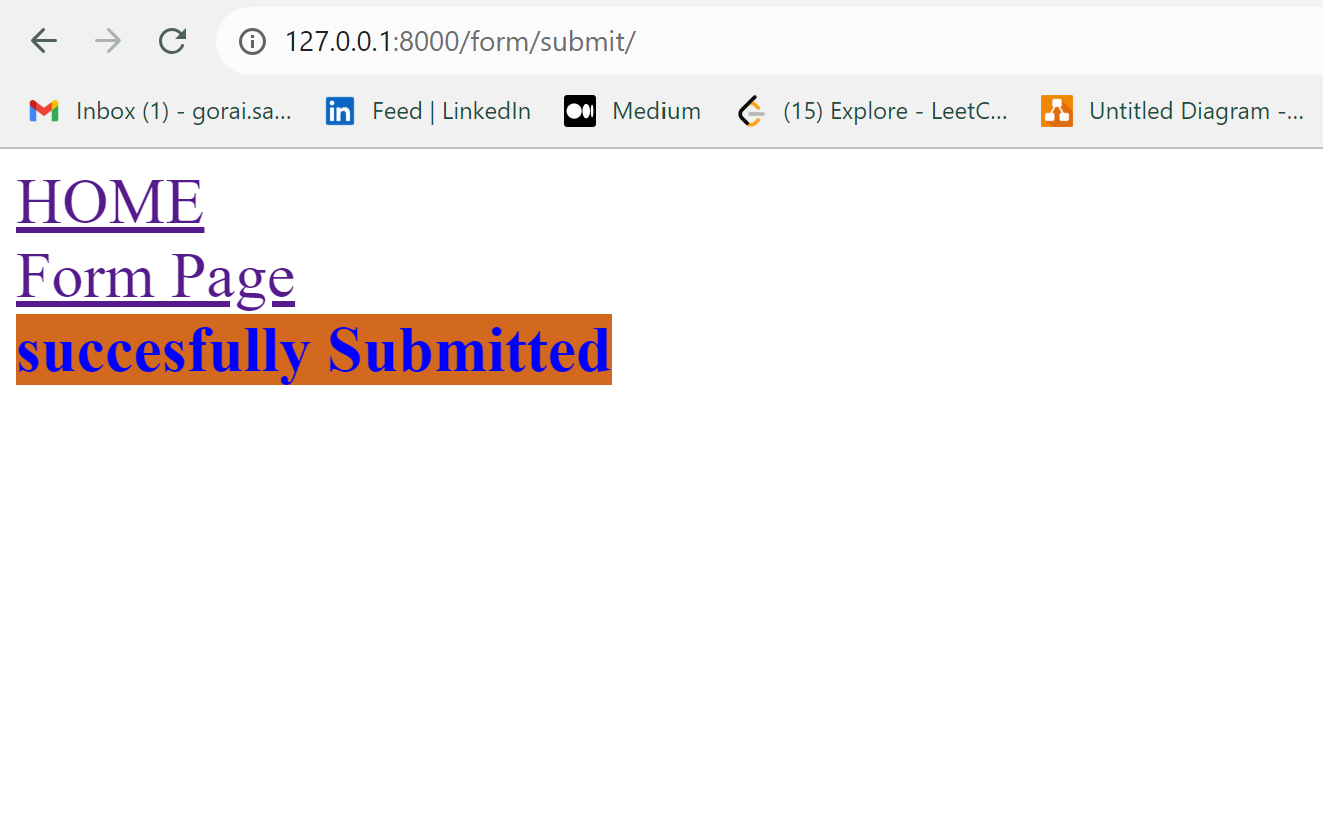 127.0.0.1:8000/form/submit/
Inbox (1) - gorai.sa... Feed | LinkedIn Medium (15) Explore - LeetC... Untitled Diagram -...
HOME
Form Page
succesfully Submitted